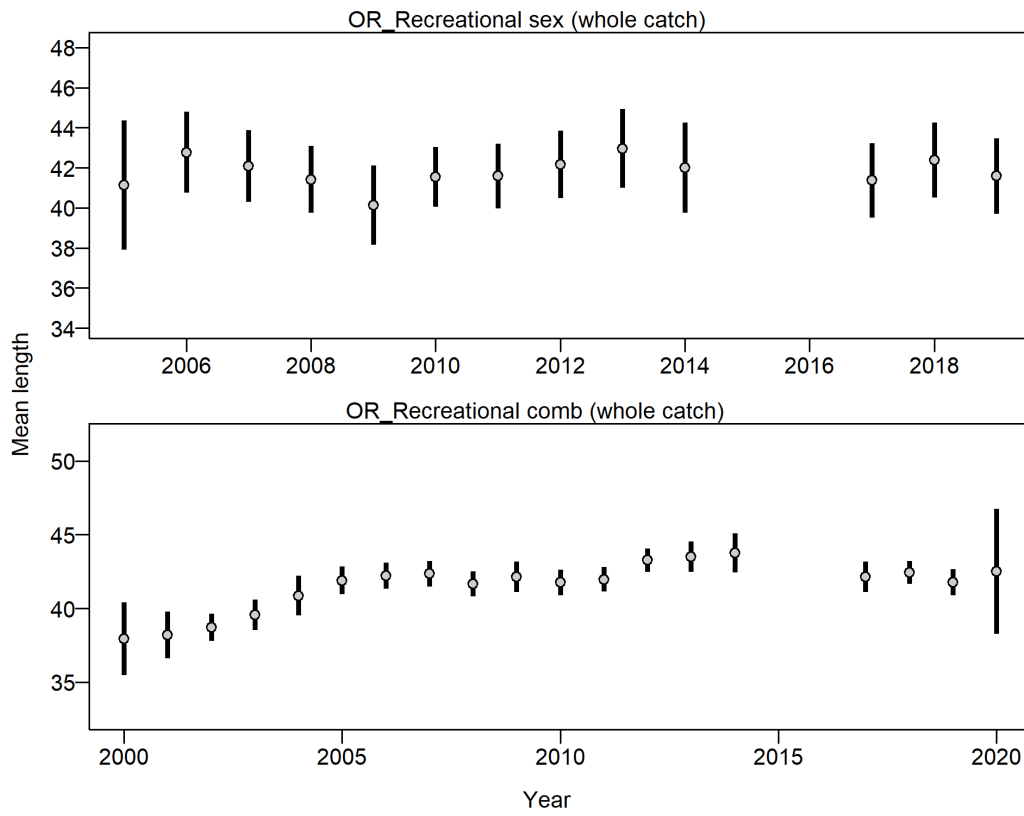 OR_Recreational sex (whole catch)
48
46
44
42
40
38
36
34
2006 2008 2010 2012 2014 2016 2018
Mean length
OR_Recreational comb (whole catch)
50
45
40
35
2000 2005 2010 2015 2020
Year